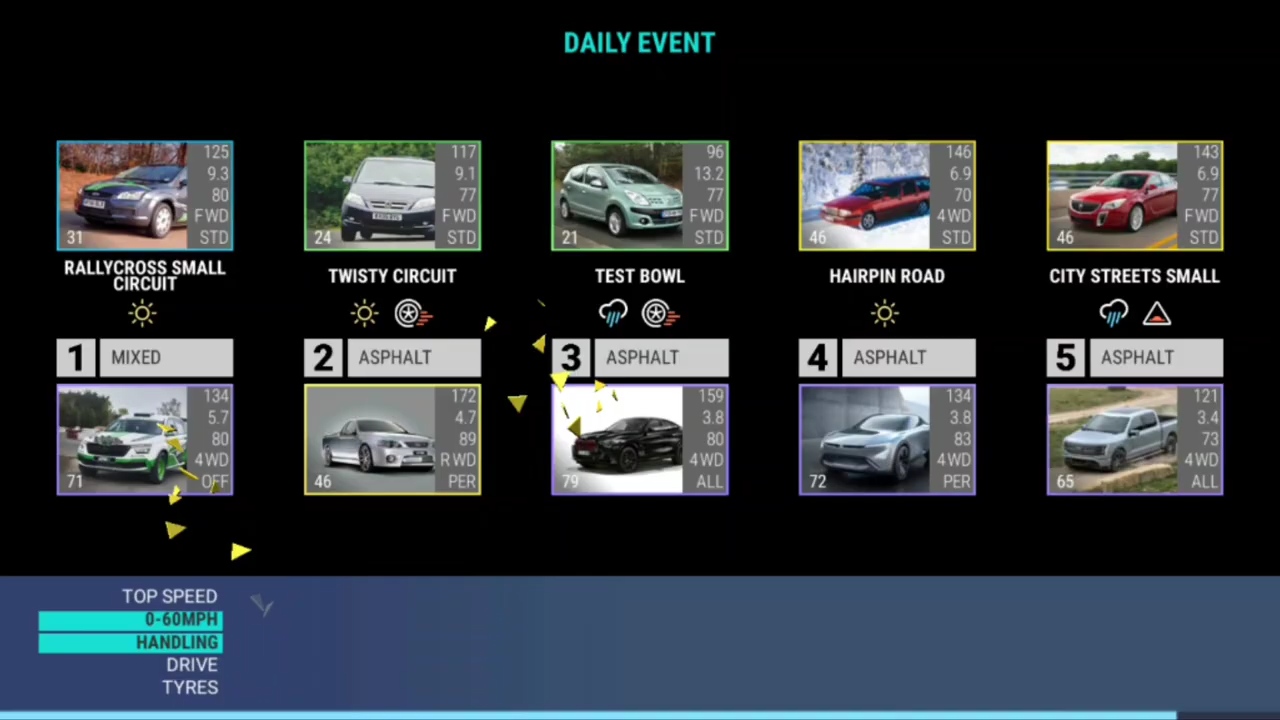 DAILY EVENT
125
9.3
80
FWD
STD
31
117
9.1
77
FWD
STD
24
96
13.2
77
FWD
STD
21
146
6.9
70
4WD
STD
46
143
6.9
77
FWD
STD
46
RALLYCROSS SMALL
CIRCUIT
TWISTY CIRCUIT
TEST BOWL
HAIRPIN ROAD
CITY STREETS SMALL
1 MIXED
2 ASPHALT
3 ASPHALT
4 ASPHALT
5 ASPHALT
134
5.7
80
4WD
OFF
71
172
4.7
89
RWD
PER
46
159
3.8
80
4WD
ALL
79
134
3.8
83
4WD
PER
72
121
3.4
73
4WD
ALL
65
TOP SPEED
0-60MPH
HANDLING
DRIVE
TYRES